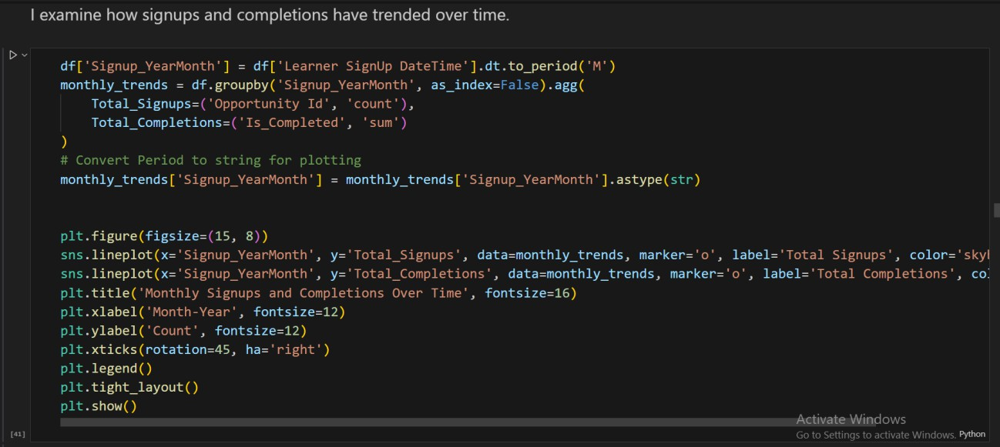 I examine how signups and completions have trended over time.
df['Signup_YearMonth'] = df['Learner SignUp DateTime'].dt.to_period('M')
monthly_trends = df.groupby('Signup_YearMonth', as_index=False).agg(
    Total_Signups=('Opportunity Id', 'count'),
    Total_Completions=('Is_Completed', 'sum')
)
# Convert Period to string for plotting
monthly_trends['Signup_YearMonth'] = monthly_trends['Signup_YearMonth'].astype(str)
plt.figure(figsize=(15, 8))
sns.lineplot(x='Signup_YearMonth', y='Total_Signups', data=monthly_trends, marker='o', label='Total Signups', color='sky
sns.lineplot(x='Signup_YearMonth', y='Total_Completions', data=monthly_trends, marker='o', label='Total Completions', co
plt.title('Monthly Signups and Completions Over Time', fontsize=16)
plt.xlabel('Month-Year', fontsize=12)
plt.ylabel('Count', fontsize=12)
plt.xticks(rotation=45, ha='right')
plt.legend()
plt.tight_layout()
plt.show()
Activate Windows
[41]
Go to Settings to activate Windows.
Python